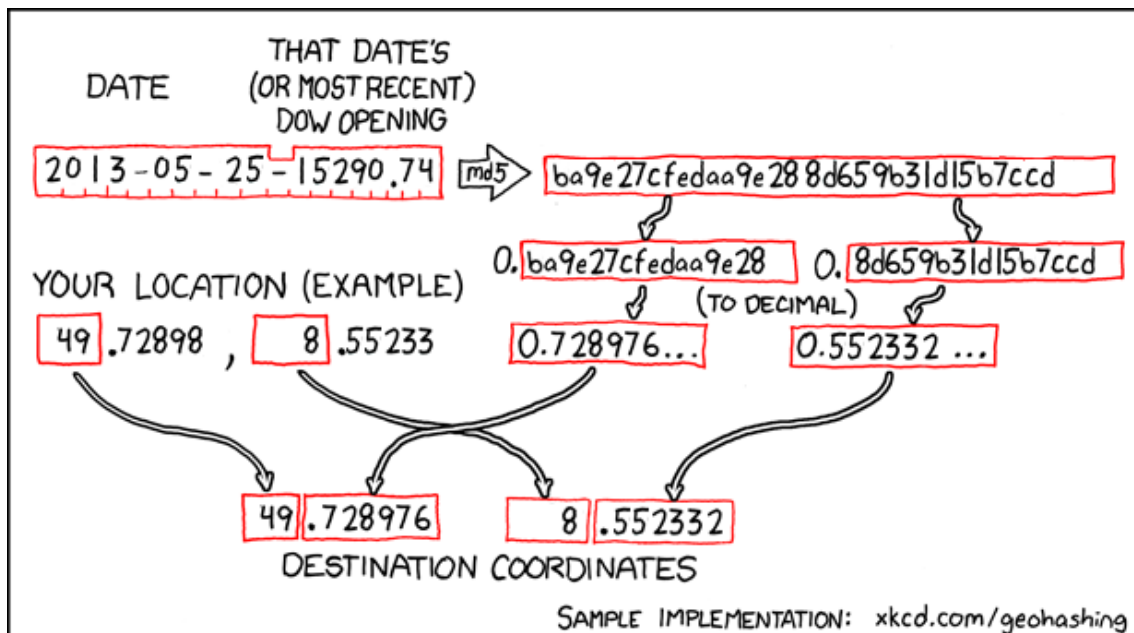 DATE
THAT DATE'S
(OR MOST RECENT)
DOW OPENING
2013-05-25-15290.74
md5
ba9e27cfedaa9e288d659b31d15b7ccd
0.ba9e27cfedaa9e28
0.8d659b31d15b7ccd
(TO DECIMAL)
YOUR LOCATION (EXAMPLE)
49.72898, 8.55233
0.728976...
0.552332 ...
49.728976
8.552332
DESTINATION COORDINATES
SAMPLE IMPLEMENTATION: xkcd.com/geohashing